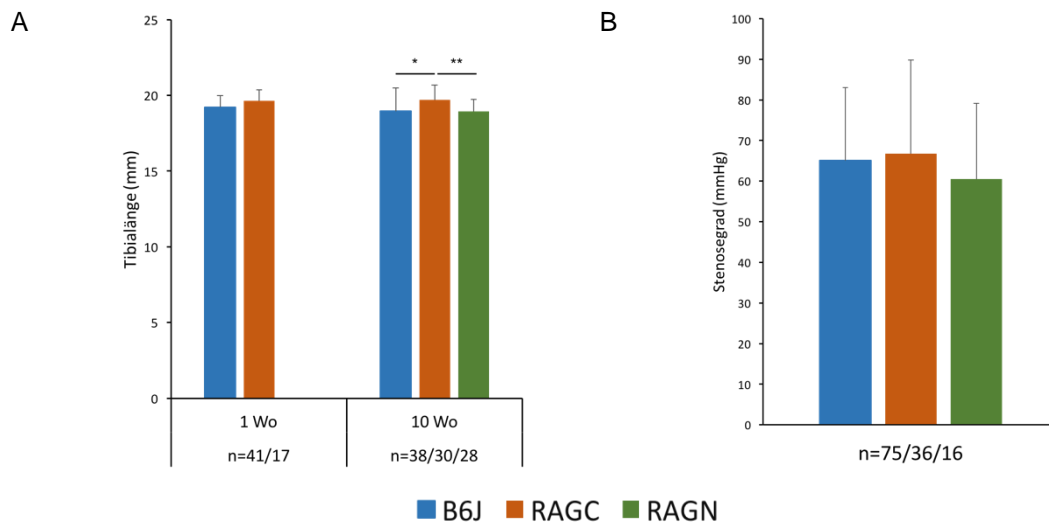 A
Tibialänge (mm)
25
20
15
10
5
0
*
**
1 Wo
10 Wo
n=41/17
n=38/30/28
B
Stenosegrad (mmHg)
100
90
80
70
60
50
40
30
20
10
0
n=75/36/16
B6J RAGC RAGN